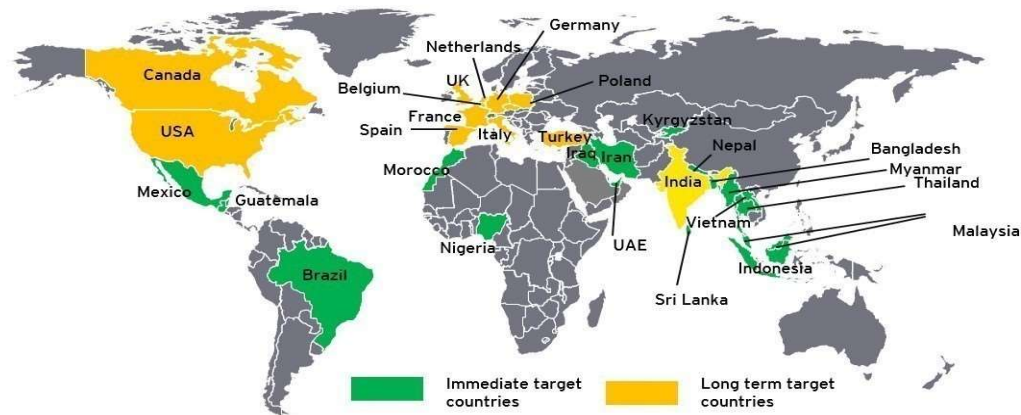 Germany
Netherlands
Canada
UK
Poland
Belgium
France
Kyrgyzstan
USA
Spain
Italy
Turkey
Nepal
Bangladesh
Iraq
Iran
Morocco
Myanmar
India
Thailand
Mexico
Guatemala
Vietnam
Malaysia
Nigeria
UAE
Brazil
Indonesia
Sri Lanka
Immediate target
countries
Long term target
countries